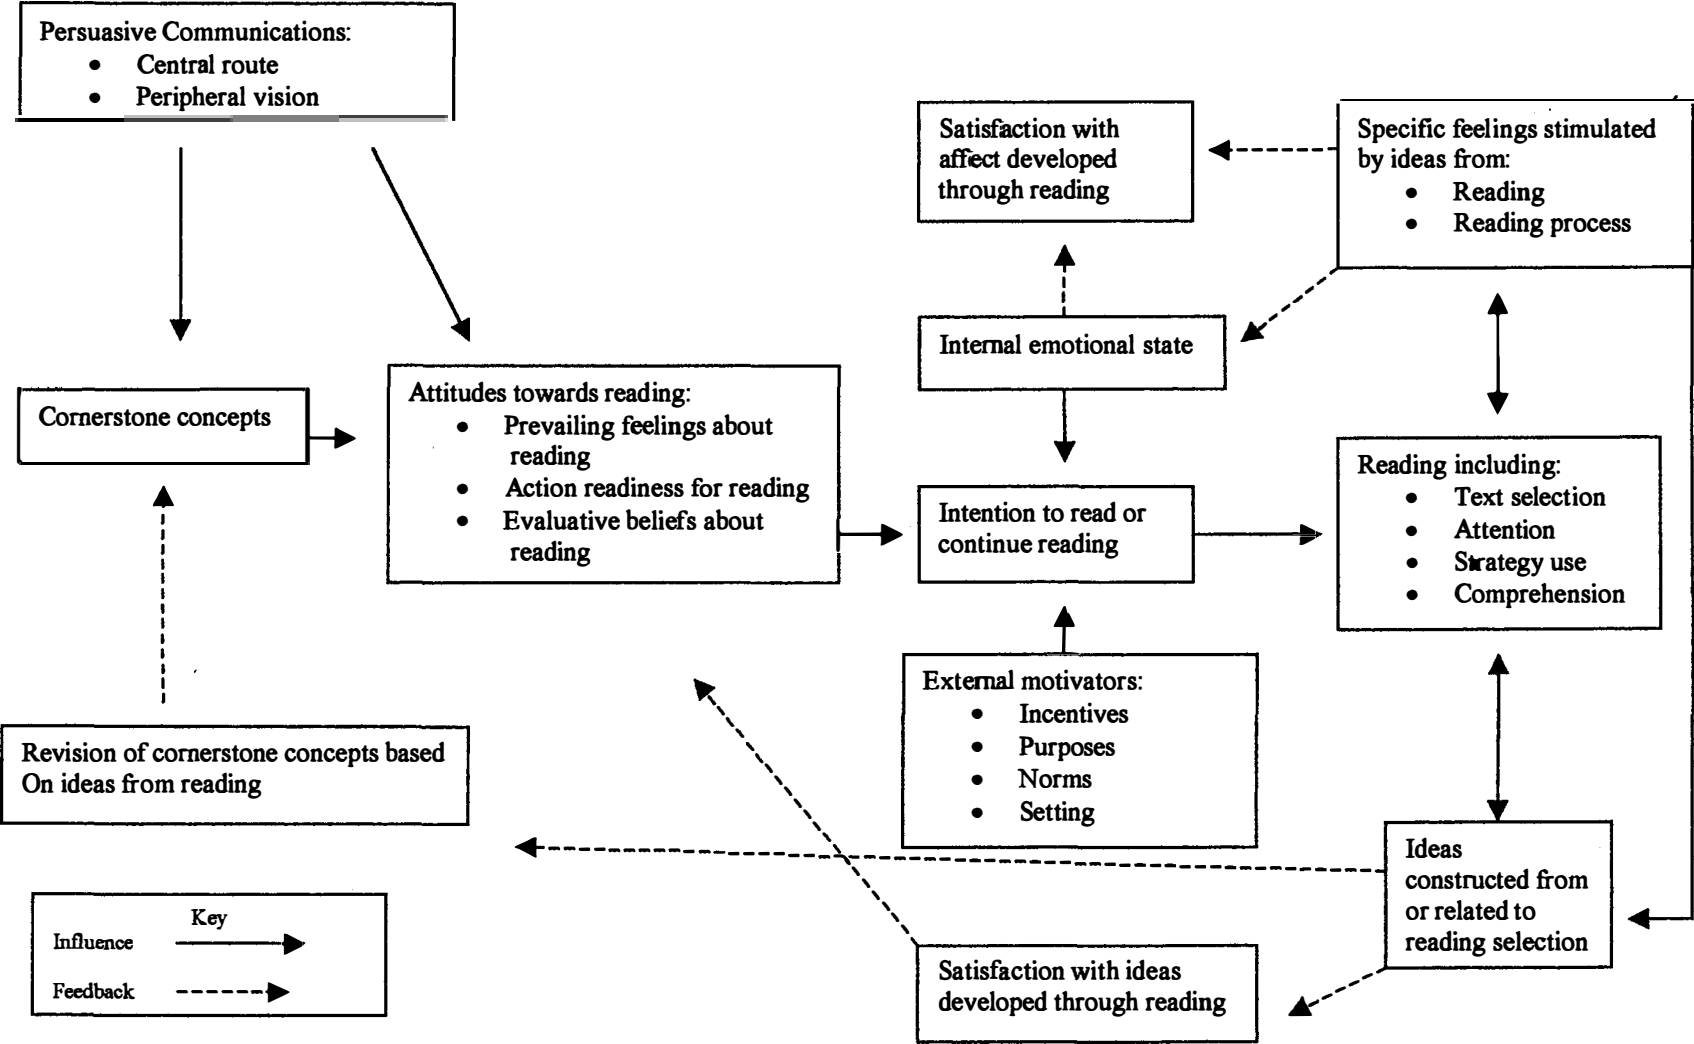 Persuasive Communications:
• Central route
• Peripheral vision
Satisfaction with
affect developed
through reading
Specific feelings stimulated
by ideas from:
• Reading
• Reading process
Internal emotional state
Cornerstone concepts
Attitudes towards reading:
• Prevailing feelings about
reading
• Action readiness for reading
• Evaluative beliefs about
reading
Intention to read or
continue reading
Reading including:
• Text selection
• Attention
• Strategy use
• Comprehension
External motivators:
• Incentives
• Purposes
• Norms
• Setting
Revision of cornerstone concepts based
On ideas from reading
Ideas
constructed from
or related to
reading selection
Key
Influence
Feedback
Satisfaction with ideas
developed through reading